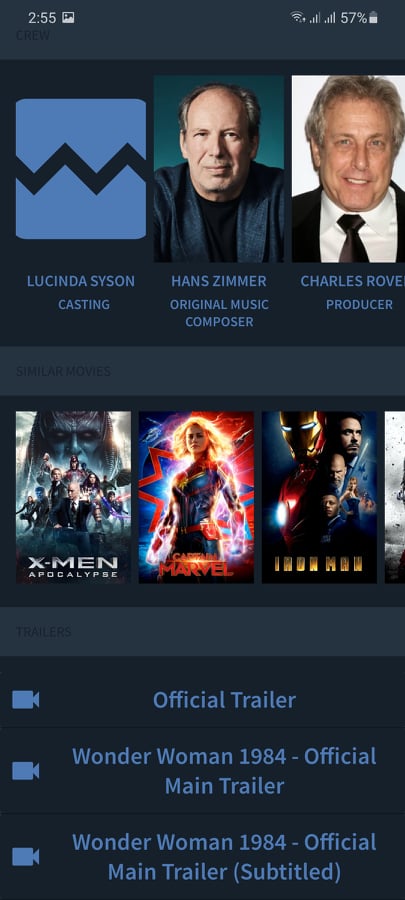 2:55
57%
CREW
LUCINDA SYSON
HANS ZIMMER
CHARLES ROVE
CASTING
ORIGINAL MUSIC
COMPOSER
PRODUCER
SIMILAR MOVIES
X-MEN
APOCALYPSE
CAPTAIN
MARVEL
IRON MAN
TRAILERS
Official Trailer
Wonder Woman 1984 - Official
Main Trailer
Wonder Woman 1984 - Official
Main Trailer (Subtitled)